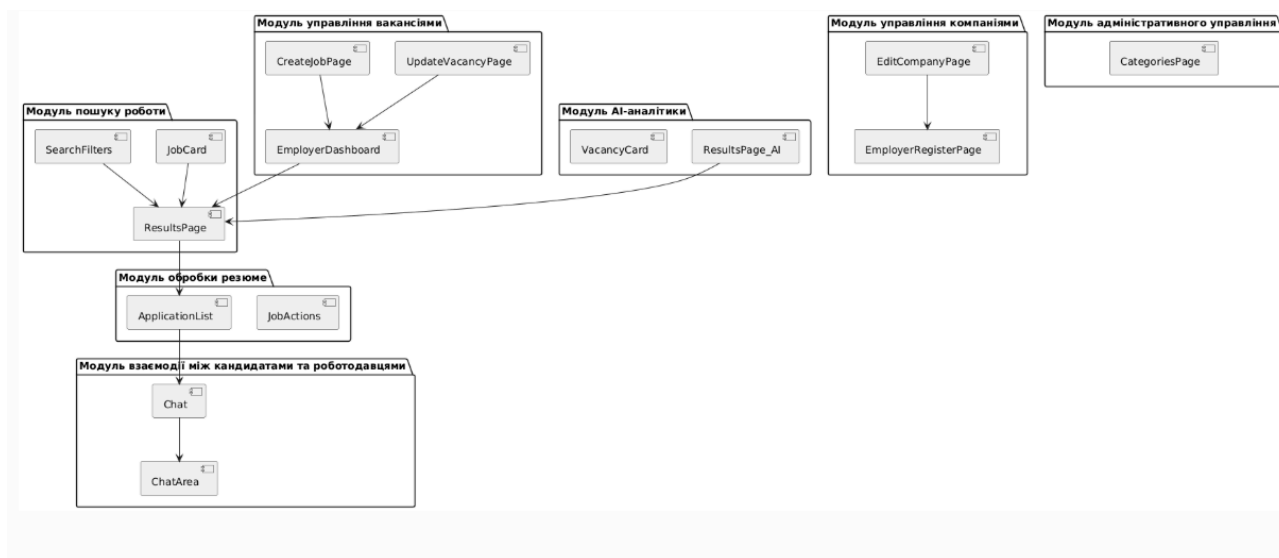 Модуль управління вакансіями
CreateJobPage
UpdateVacancyPage
EmployerDashboard
Модуль управління компаніями
EditCompanyPage
EmployerRegisterPage
Модуль адміністративного управління
CategoriesPage
Модуль пошуку роботи
SearchFilters
JobCard
ResultsPage
Модуль AI-аналітики
VacancyCard
ResultsPage_AI
Модуль обробки резюме
ApplicationList
JobActions
Модуль взаємодії між кандидатами та роботодавцями
Chat
ChatArea